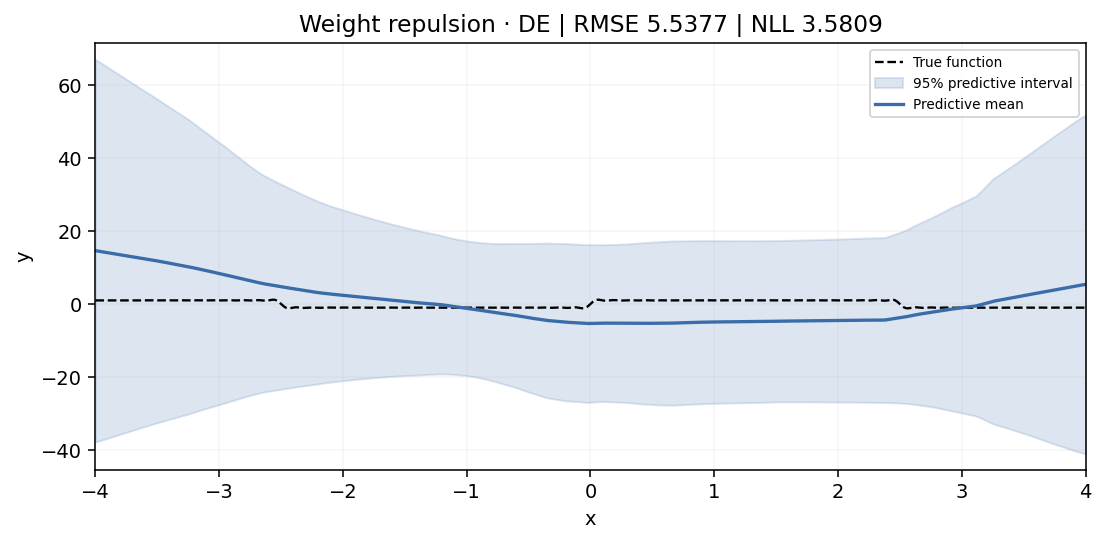 Weight repulsion · DE | RMSE 5.5377 | NLL 3.5809
True function
95% predictive interval
Predictive mean
y
60
40
20
0
−20
−40
−4
−3
−2
−1
0
1
2
3
4
x